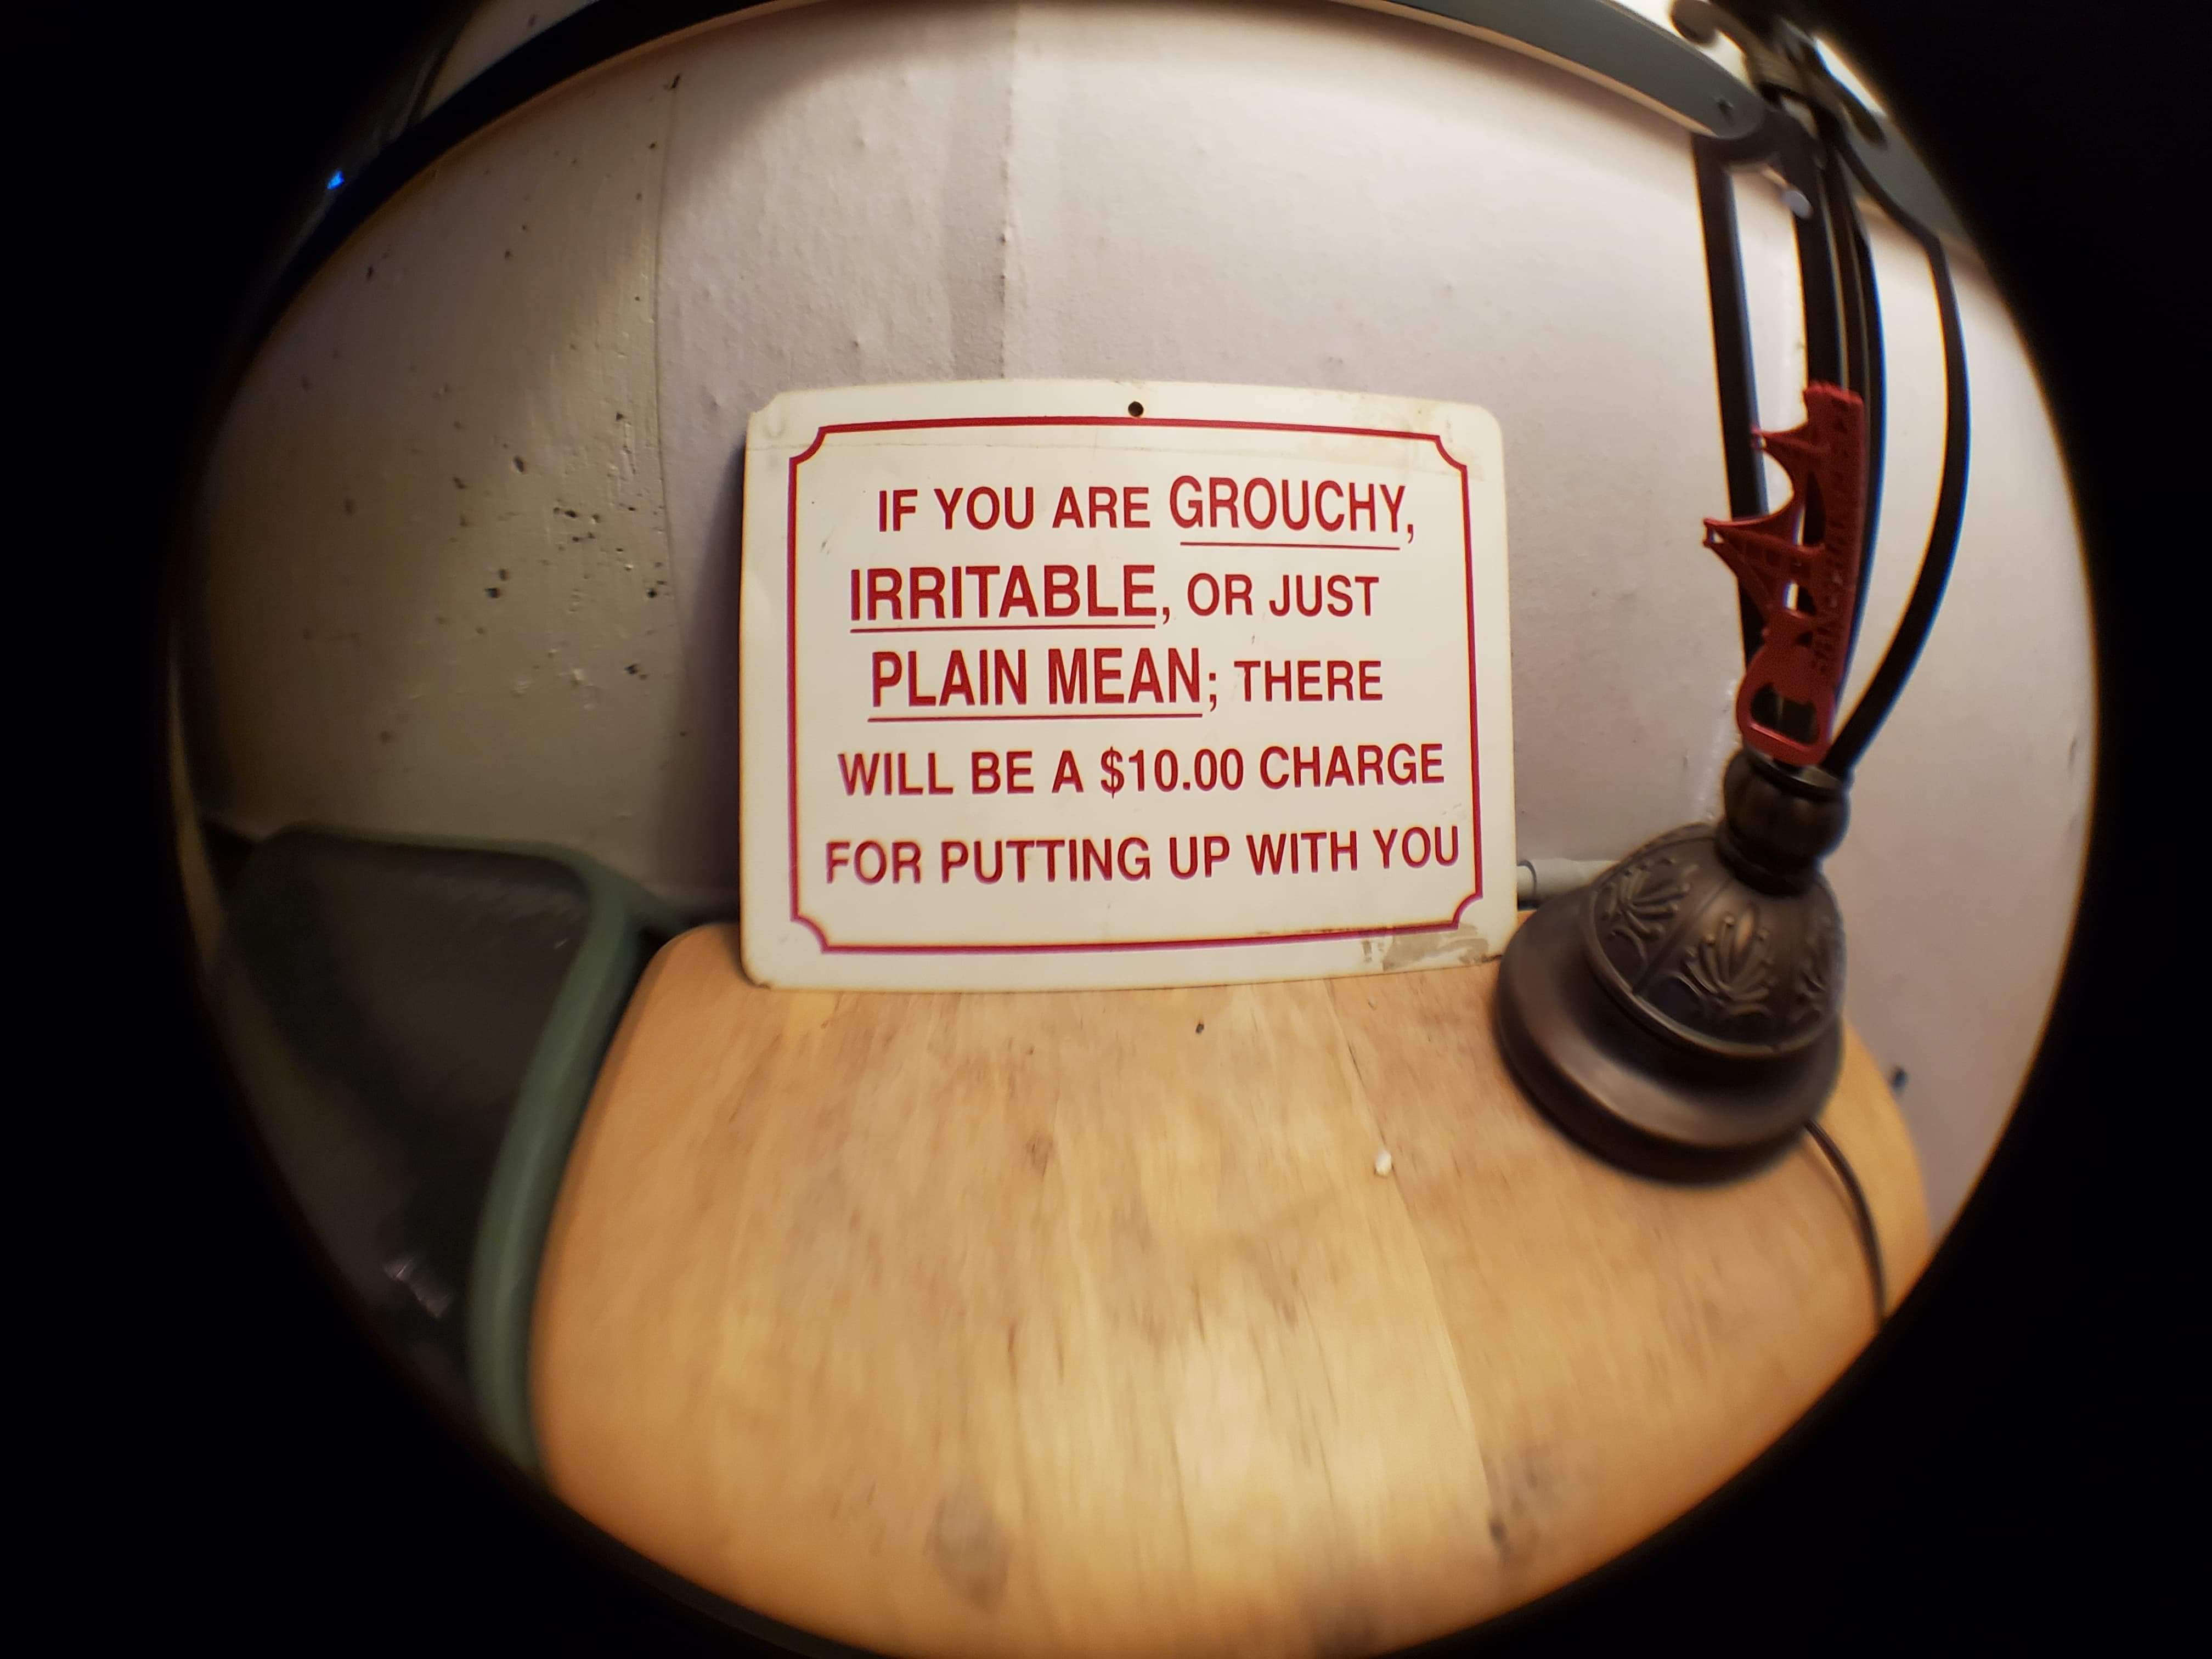 IF YOU ARE GROUCHY,
IRRITABLE, OR JUST
PLAIN MEAN; THERE
WILL BE A $10.00 CHARGE
FOR PUTTING UP WITH YOU